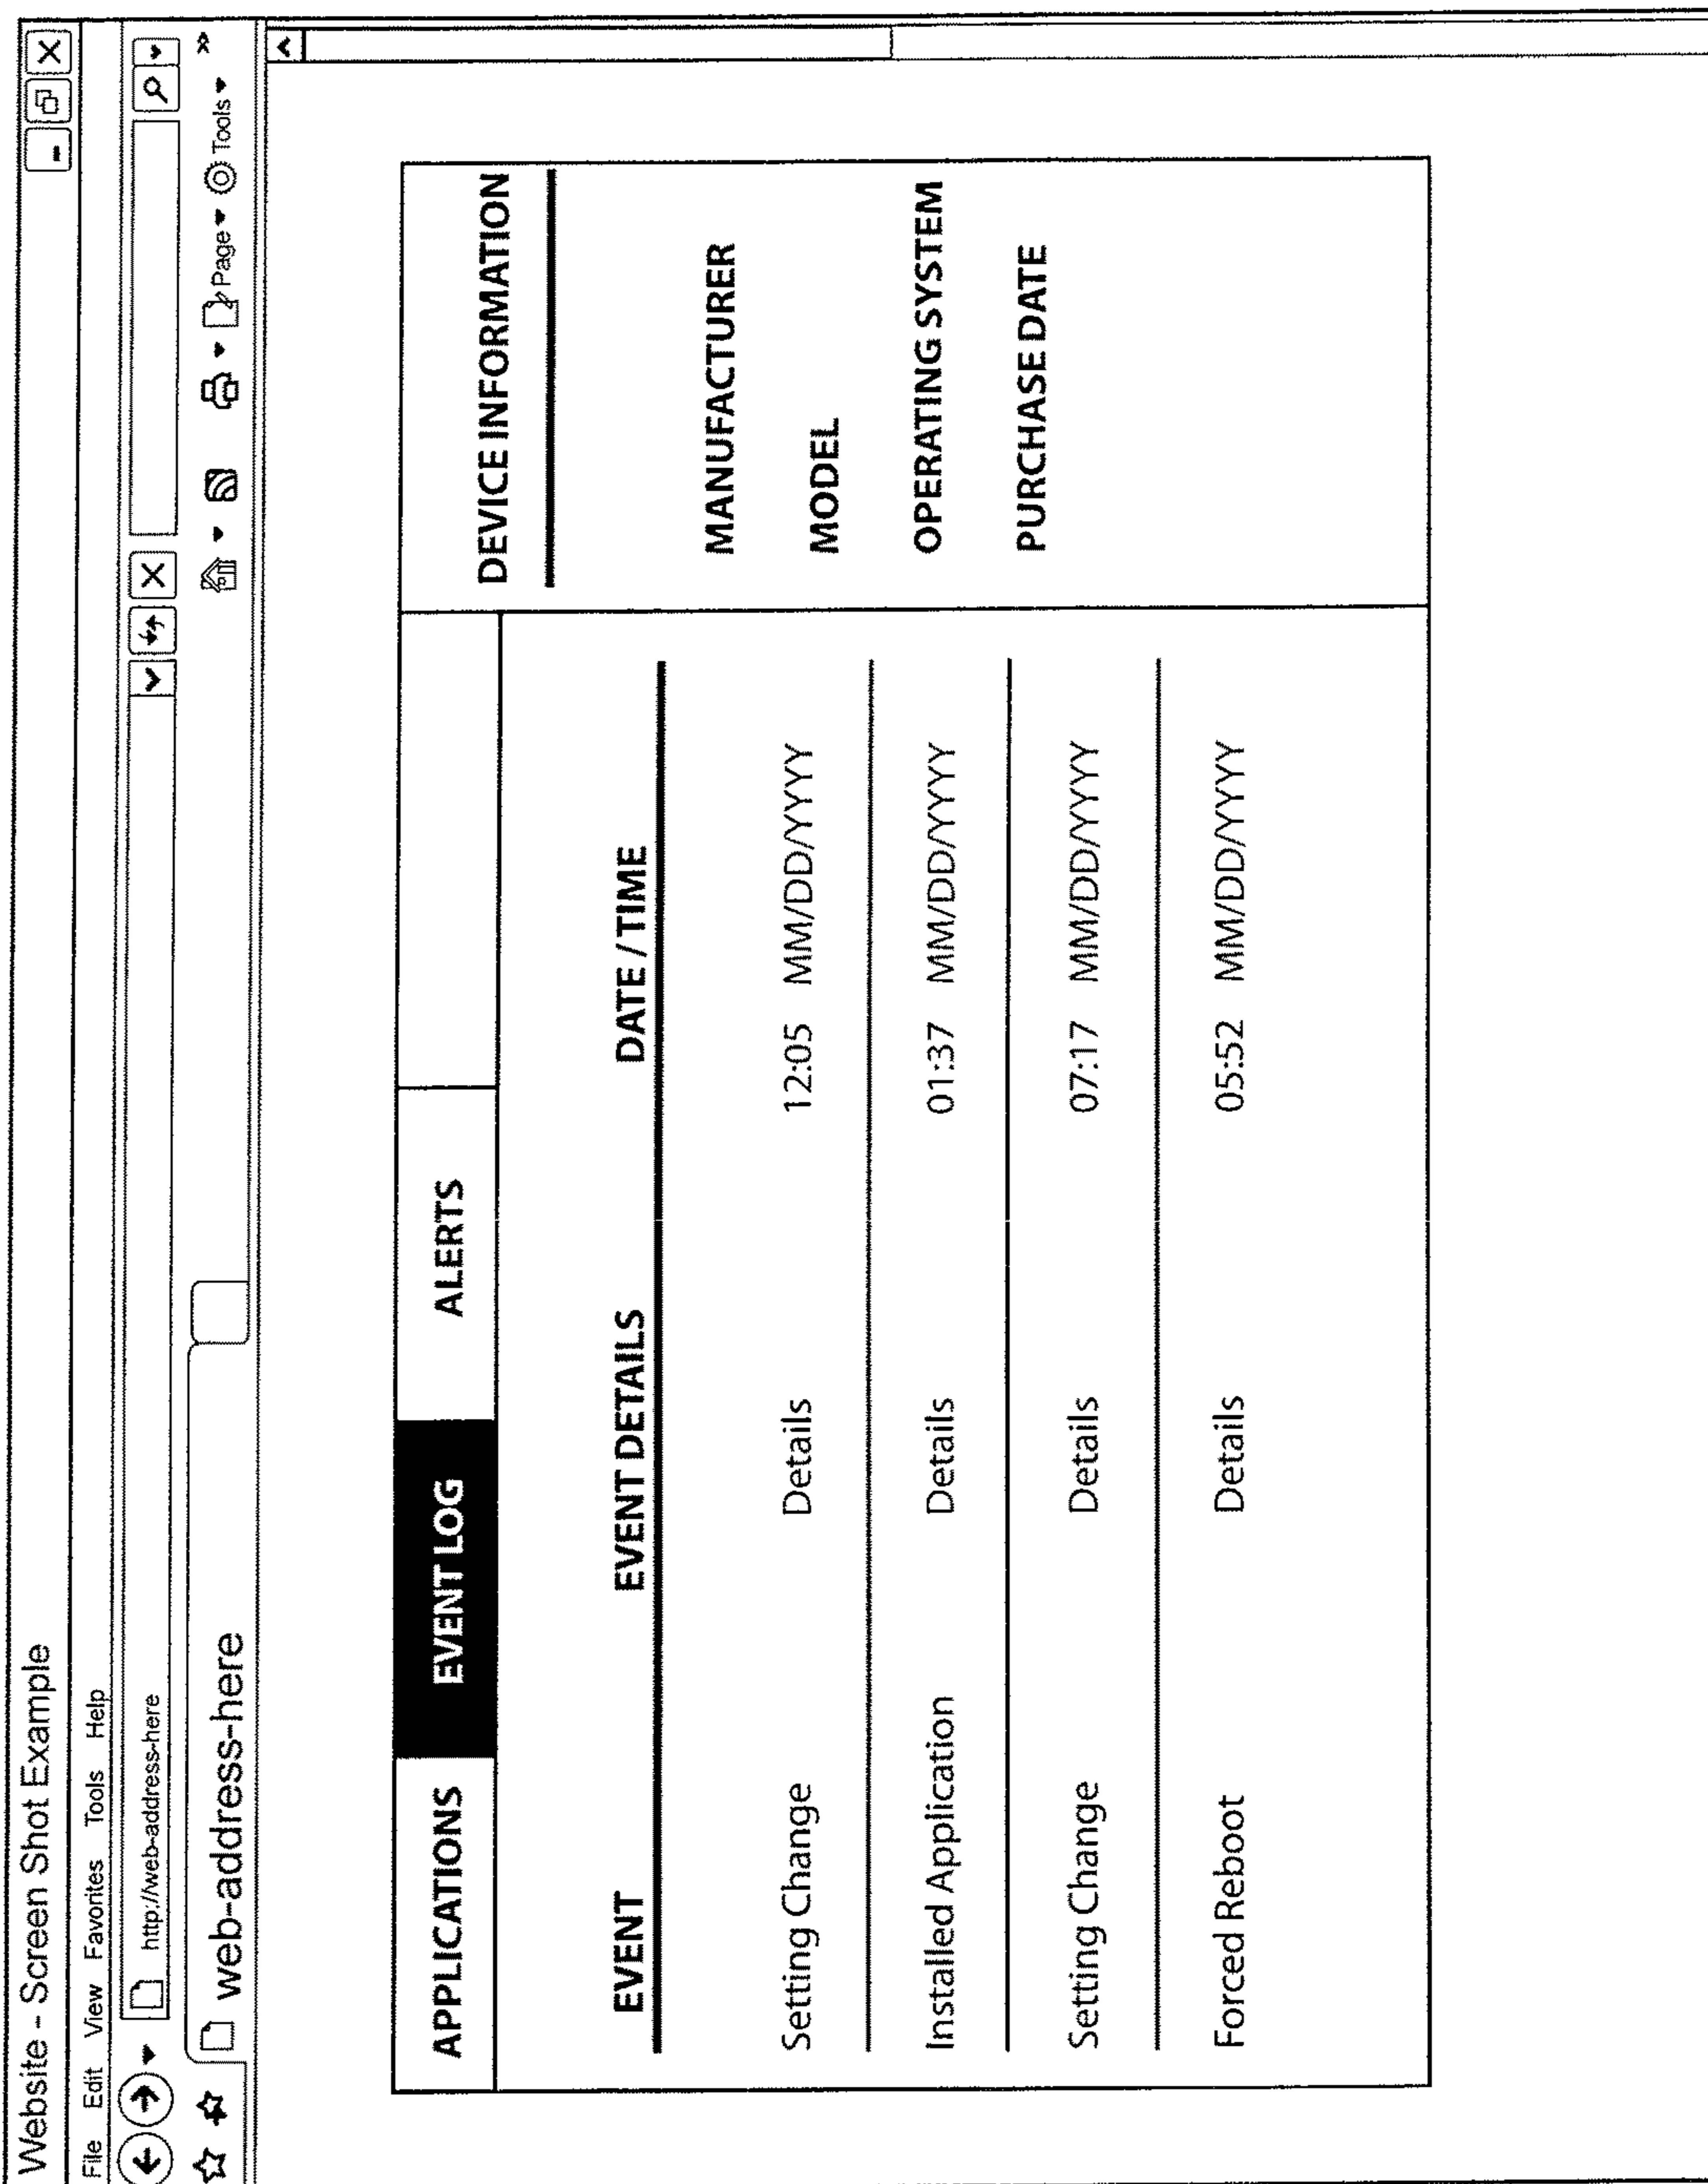 Website - Screen Shot Example
File Edit View Favorites Tools Help
http://web-address-here
web-address-here
Page Tools
APPLICATIONS EVENT LOG ALERTS
DEVICE INFORMATION
EVENT EVENT DETAILS DATE / TIME
Setting Change Details 12:05 MM/DD/YYYY
Installed Application Details 01:37 MM/DD/YYYY
Setting Change Details 07:17 MM/DD/YYYY
Forced Reboot Details 05:52 MM/DD/YYYY
MANUFACTURER
MODEL
OPERATING SYSTEM
PURCHASE DATE